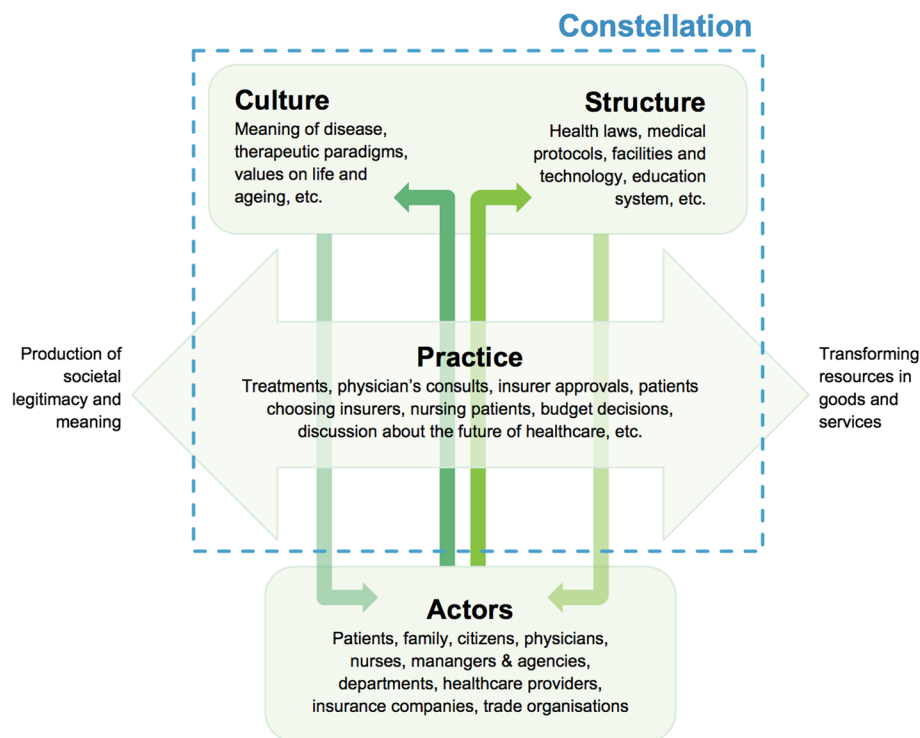 Constellation
Culture
Meaning of disease,
therapeutic paradigms,
values on life and
ageing, etc.
Structure
Health laws, medical
protocols, facilities and
technology, education
system, etc.
Production of
societal
legitimacy and
meaning
Practice
Treatments, physician's consults, insurer approvals, patients
choosing insurers, nursing patients, budget decisions,
discussion about the future of healthcare, etc.
Transforming
resources in
goods and
services
Actors
Patients, family, citizens, physicians,
nurses, manangers & agencies,
departments, healthcare providers,
insurance companies, trade organisations